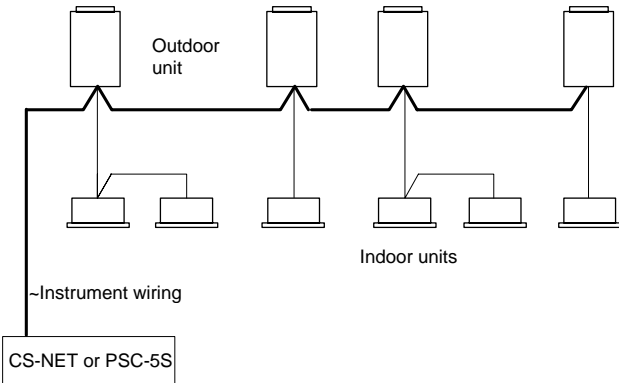 Outdoor
unit
Indoor units
~Instrument wiring
CS-NET or PSC-5S